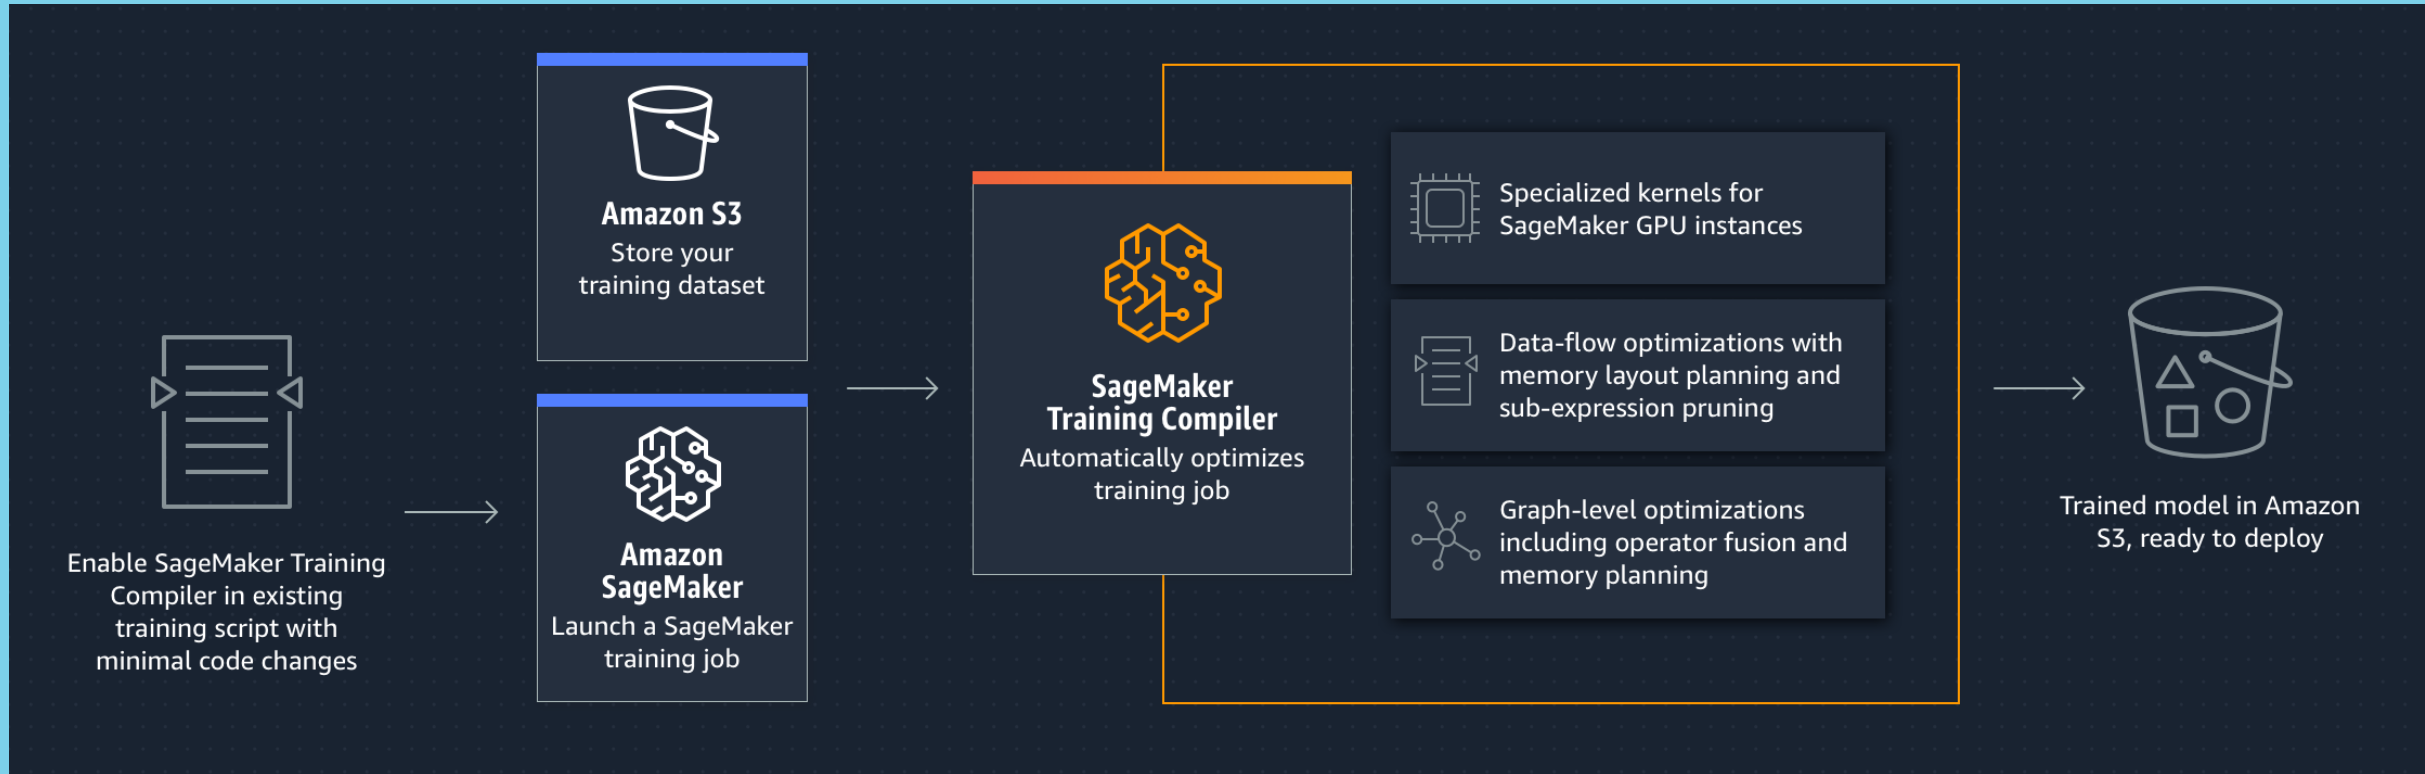 Enable SageMaker Training
Compiler in existing
training script with
minimal code changes
Amazon S3
Store your
training dataset
Amazon
SageMaker
Launch a SageMaker
training job
SageMaker
Training Compiler
Automatically optimizes
training job
Specialized kernels for
SageMaker GPU instances
Data-flow optimizations with
memory layout planning and
sub-expression pruning
Graph-level optimizations
including operator fusion and
memory planning
Trained model in Amazon
S3, ready to deploy